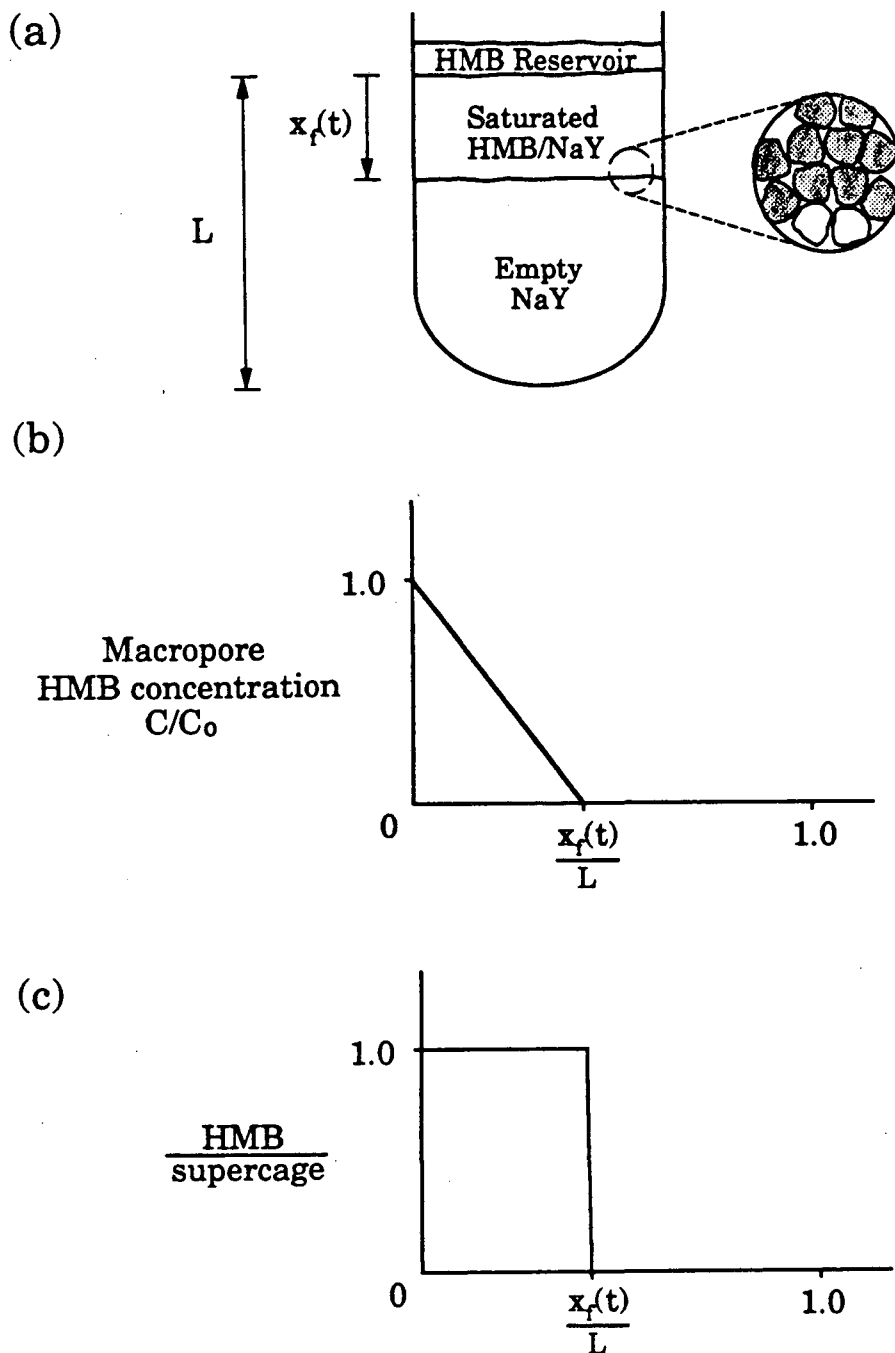 (a)
HMB Reservoir
x_f(t)
Saturated
HMB/NaY
L
Empty
NaY
(b)
1.0
Macropore
HMB concentration
C/C₀
0
x_f(t)
L
1.0
(c)
1.0
HMB
supercage
0
x_f(t)
L
1.0